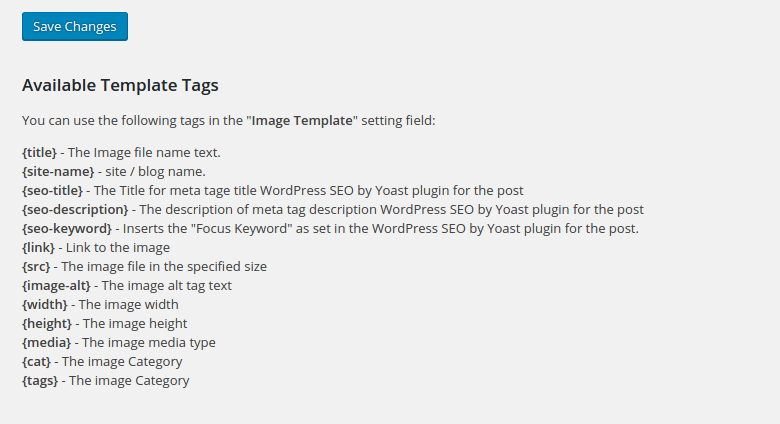 Save Changes
Available Template Tags
You can use the following tags in the "Image Template" setting field:
{title} - The Image file name text.
{site-name} - site / blog name.
{seo-title} - The Title for meta tage title WordPress SEO by Yoast plugin for the post
{seo-description} - The description of meta tag description WordPress SEO by Yoast plugin for the post
{seo-keyword} - Inserts the "Focus Keyword" as set in the WordPress SEO by Yoast plugin for the post.
{link} - Link to the image
{src} - The image file in the specified size
{image-alt} - The image alt tag text
{width} - The image width
{height} - The image height
{media} - The image media type
{cat} - The image Category
{tags} - The image Category